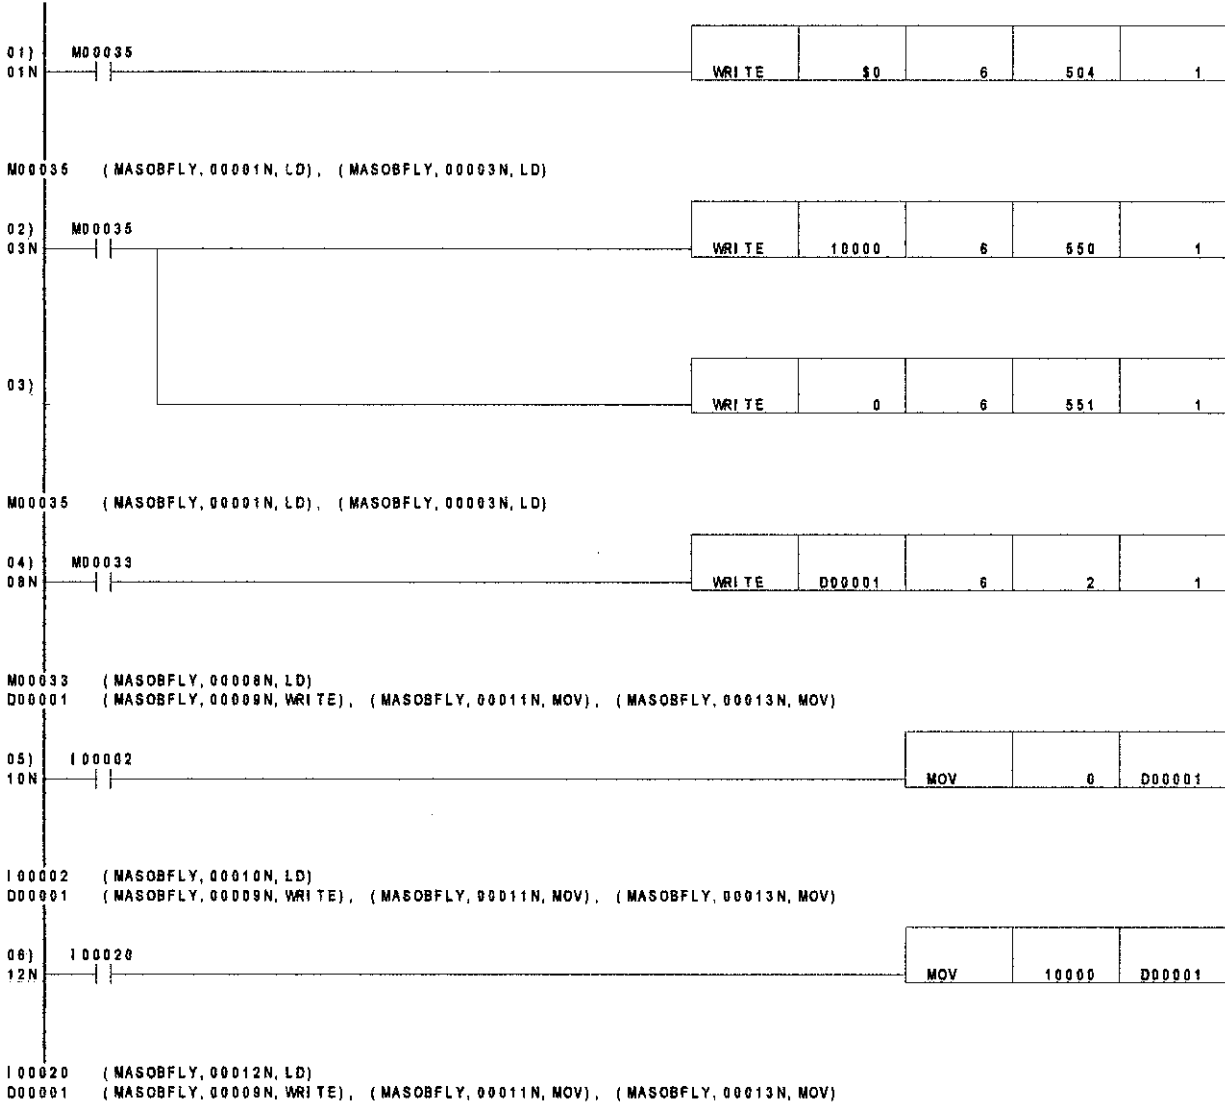 01) M00035
01N WRITE $0 6 504 1
M00035 (MASOBFLY,00001N,LD), (MASOBFLY,00003N,LD)
02) M00035
03N WRITE 10000 6 550 1
03)
WRITE 0 6 551 1
M00035 (MASOBFLY,00001N,LD), (MASOBFLY,00003N,LD)
04) M00033
08N WRITE D00001 6 2 1
M00033 (MASOBFLY,00008N,LD)
D00001 (MASOBFLY,00009N,WRITE), (MASOBFLY,00011N,MOV), (MASOBFLY,00013N,MOV)
05) I00002
10N MOV 0 D00001
I00002 (MASOBFLY,00010N,LD)
D00001 (MASOBFLY,00009N,WRITE), (MASOBFLY,00011N,MOV), (MASOBFLY,00013N,MOV)
06) I00020
12N MOV 10000 D00001
I00020 (MASOBFLY,00012N,LD)
D00001 (MASOBFLY,00009N,WRITE), (MASOBFLY,00011N,MOV), (MASOBFLY,00013N,MOV)